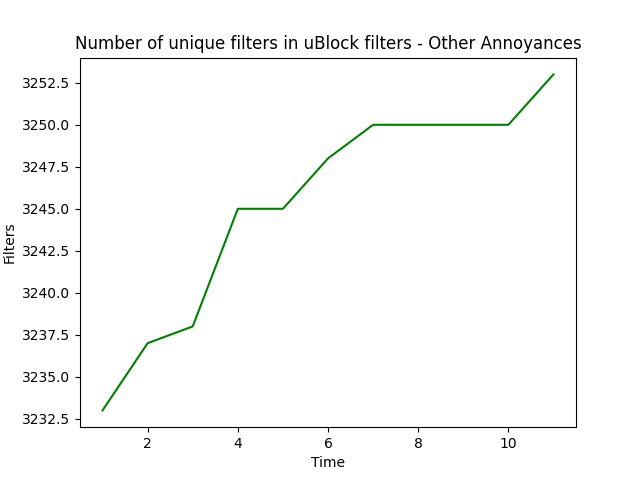 Number of unique filters in uBlock filters - Other Annoyances
3252.5
3250.0
3247.5
3245.0
3242.5
3240.0
3237.5
3235.0
3232.5
Filters
2 4 6 8 10
Time